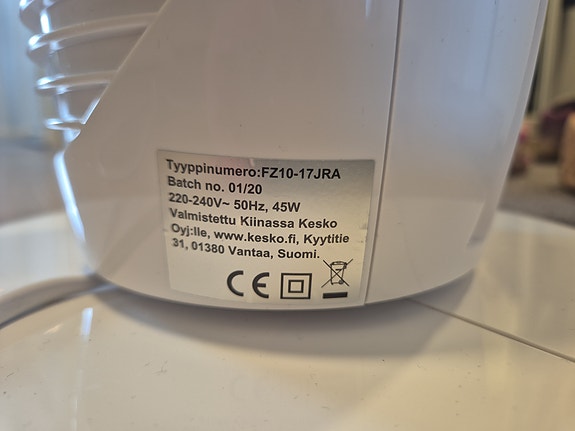 Tyyppinumero:FZ10-17JRA
Batch no. 01/20
220-240V~ 50Hz, 45W
Valmistettu Kiinassa Kesko
Oyj:lle, www.kesko.fi, Kyytitie
31, 01380 Vantaa, Suomi.
CE